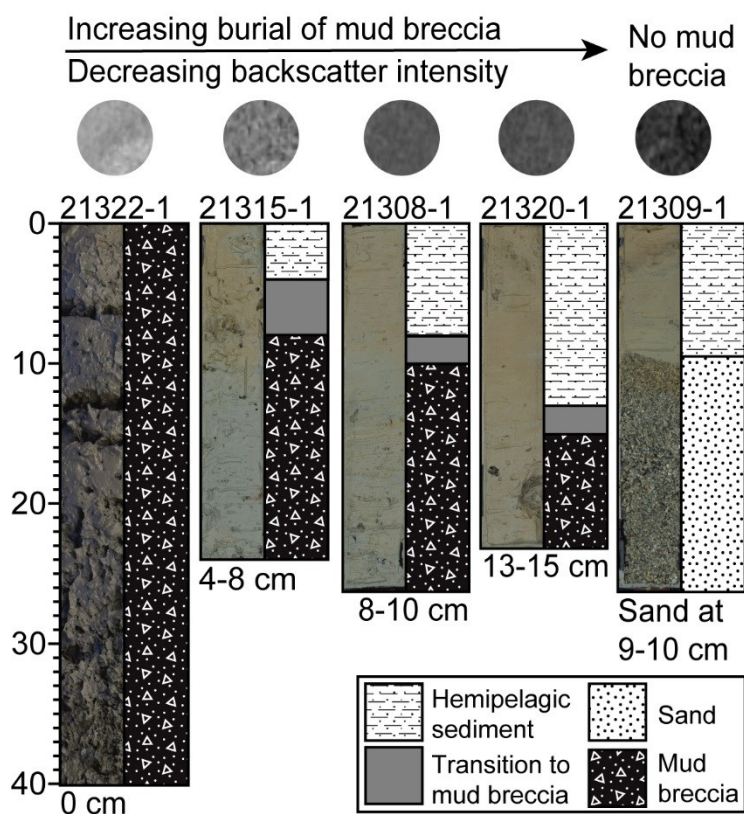 Increasing burial of mud breccia
Decreasing backscatter intensity
No mud
breccia
21322-1
21315-1
21308-1
21320-1
21309-1
0
10
20
30
40
0 cm
4-8 cm
8-10 cm
13-15 cm
Sand at
9-10 cm
Hemipelagic
sediment
Sand
Transition to
mud breccia
Mud
breccia